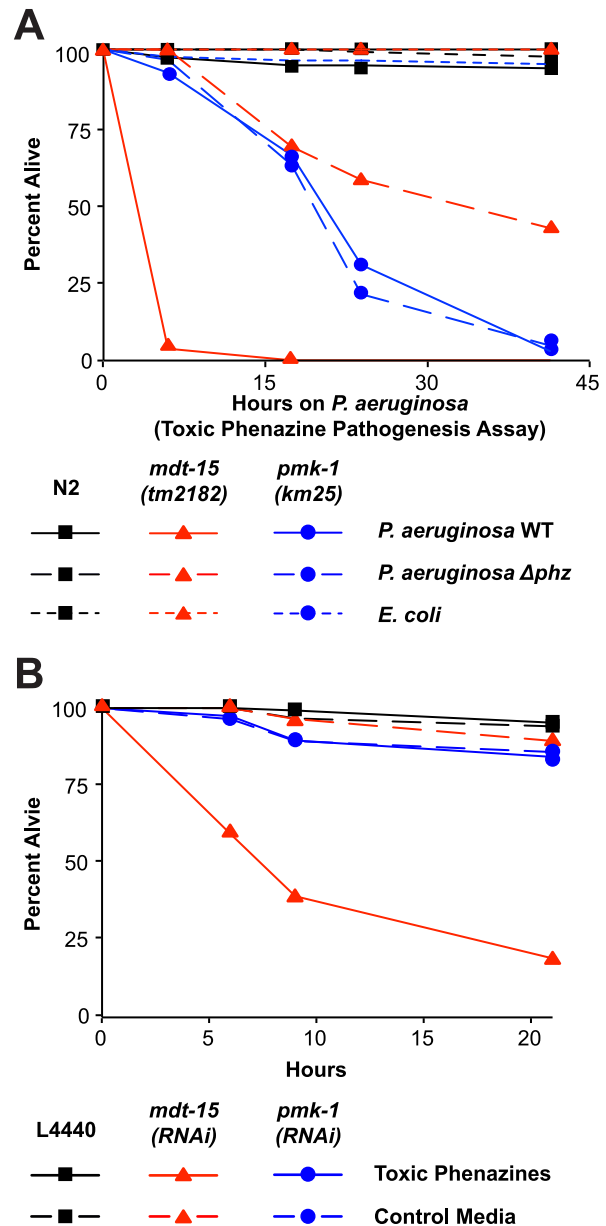 A
100
75
50
25
0
Percent Alive
0 15 30 45
Hours on P. aeruginosa
(Toxic Phenazine Pathogenesis Assay)
N2
mdt-15
(tm2182)
pmk-1
(km25)
P. aeruginosa WT
P. aeruginosa Δphz
E. coli
B
100
75
50
25
0
Percent Alvie
0 5 10 15 20
Hours
L4440
mdt-15
(RNAi)
pmk-1
(RNAi)
Toxic Phenazines
Control Media